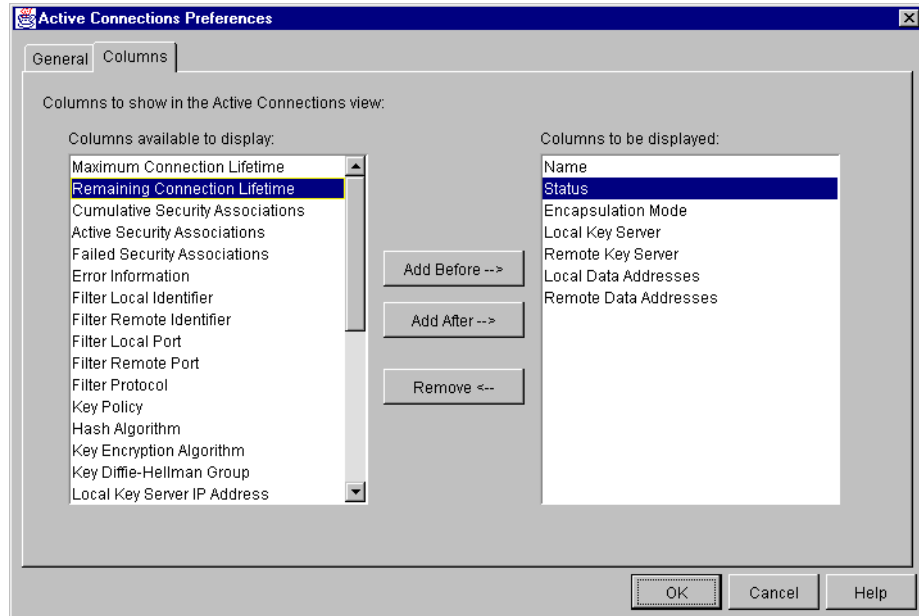 Active Connections Preferences
General
Columns
Columns to show in the Active Connections view:
Columns available to display:
Maximum Connection Lifetime
Remaining Connection Lifetime
Cumulative Security Associations
Active Security Associations
Failed Security Associations
Error Information
Filter Local Identifier
Filter Remote Identifier
Filter Local Port
Filter Remote Port
Filter Protocol
Key Policy
Hash Algorithm
Key Encryption Algorithm
Key Diffie-Hellman Group
Local Key Server IP Address
Add Before -->
Add After -->
Remove <--
Columns to be displayed:
Name
Status
Encapsulation Mode
Local Key Server
Remote Key Server
Local Data Addresses
Remote Data Addresses
OK
Cancel
Help